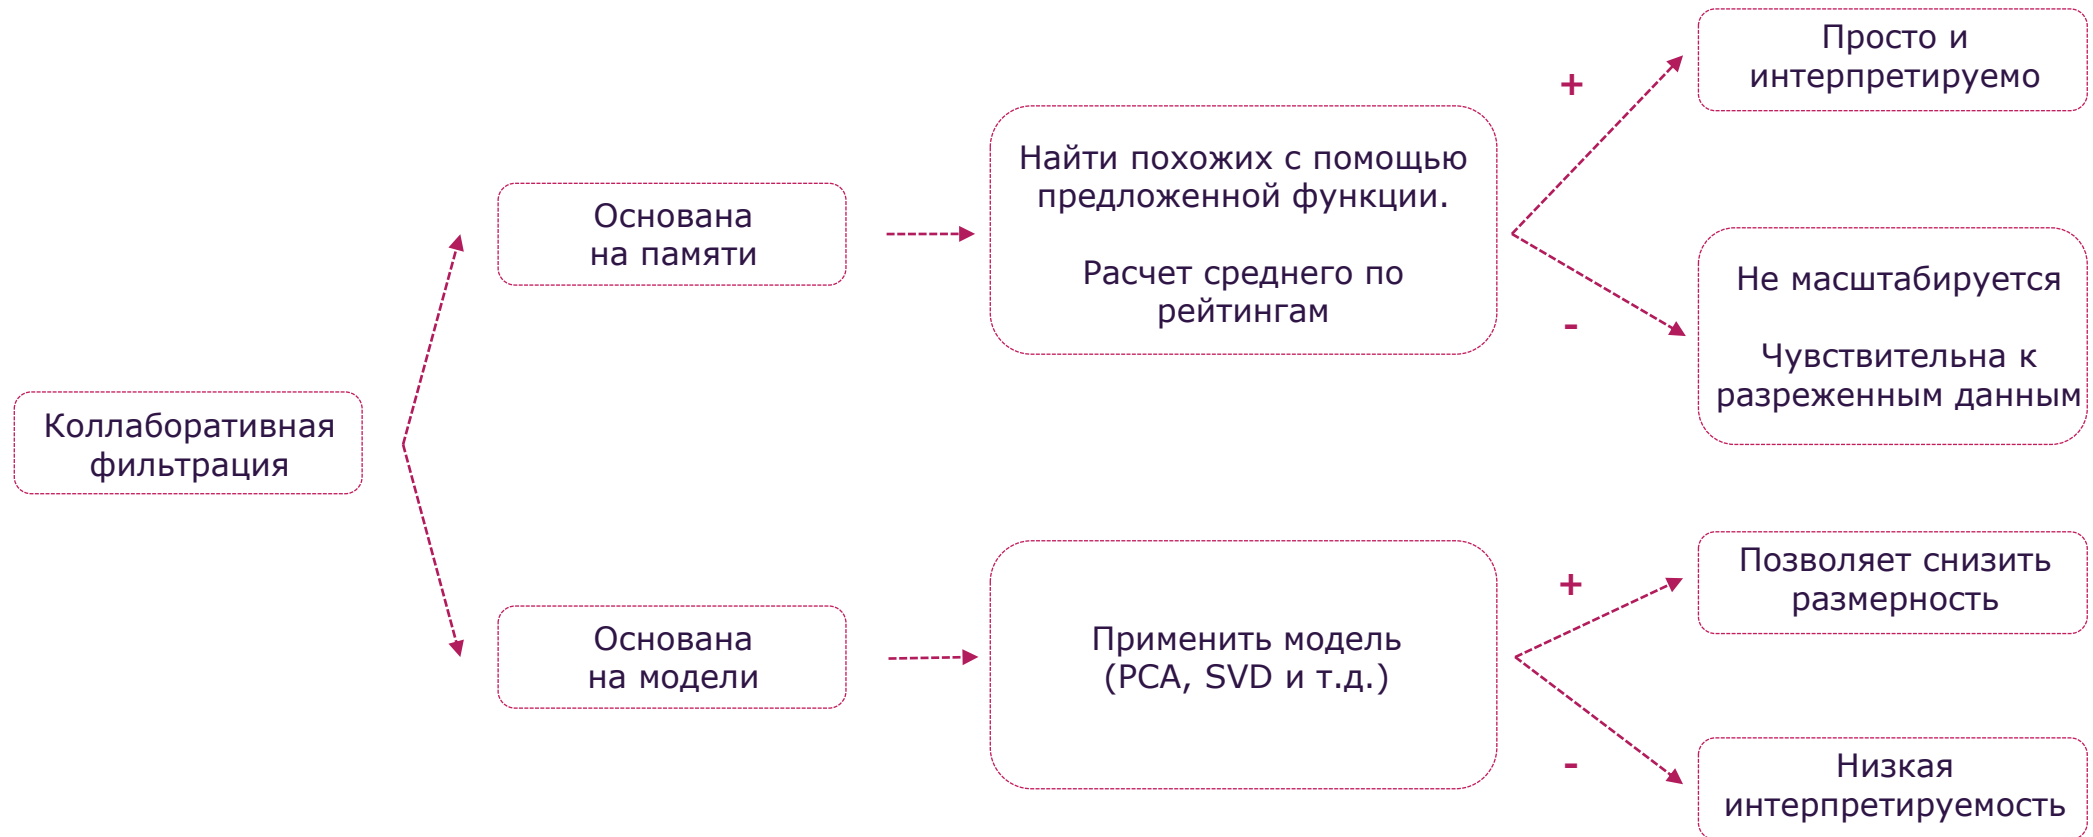 Коллаборативная
фильтрация
Основана
на памяти
Найти похожих с помощью
предложенной функции.
Расчет среднего по
рейтингам
+
Просто и
интерпретируемо
-
Не масштабируется
Чувствительна к
разреженным данным
Основана
на модели
Применить модель
(PCA, SVD и т.д.)
+
Позволяет снизить
размерность
-
Низкая
интерпретируемость